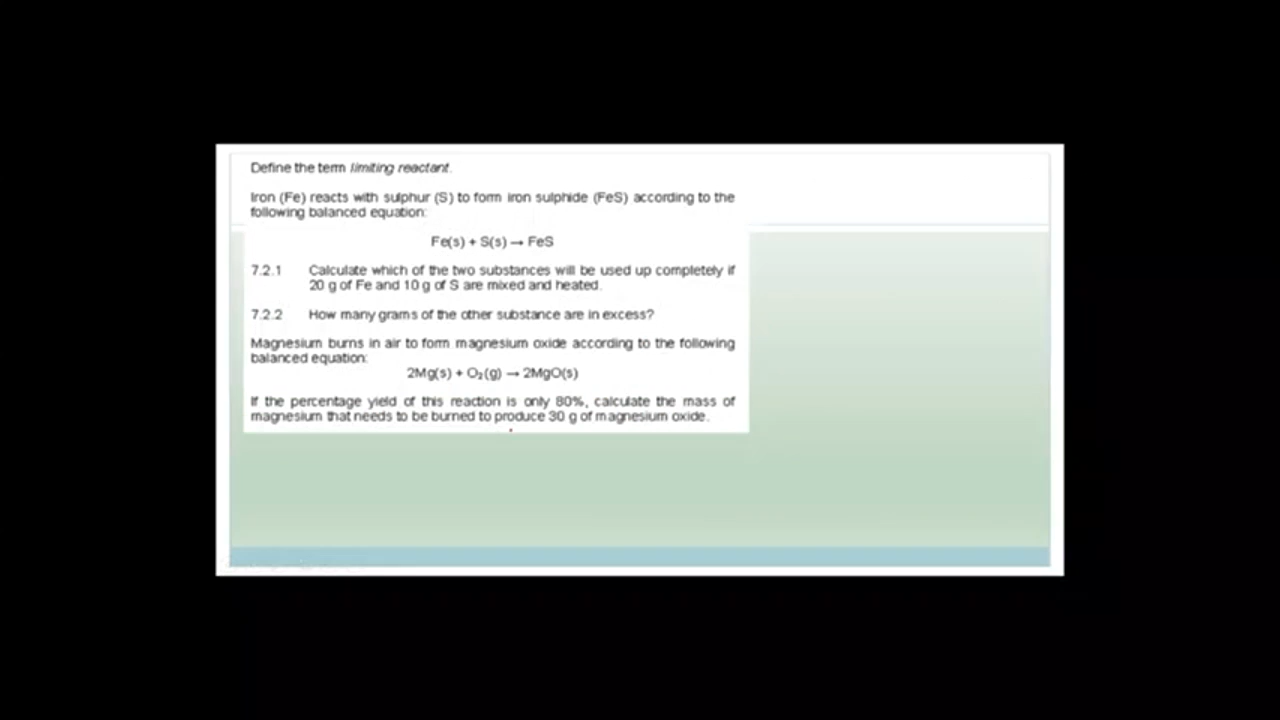 Define the term limiting reactant.
Iron (Fe) reacts with sulphur (S) to form iron sulphide (FeS) according to the
following balanced equation:
Fe(s) + S(s) → FeS
7.2.1 Calculate which of the two substances will be used up completely if
20 g of Fe and 10 g of S are mixed and heated.
7.2.2 How many grams of the other substance are in excess?
Magnesium burns in air to form magnesium oxide according to the following
balanced equation:
2Mg(s) + O₂(g) → 2MgO(s)
If the percentage yield of this reaction is only 80%, calculate the mass of
magnesium that needs to be burned to produce 30 g of magnesium oxide.